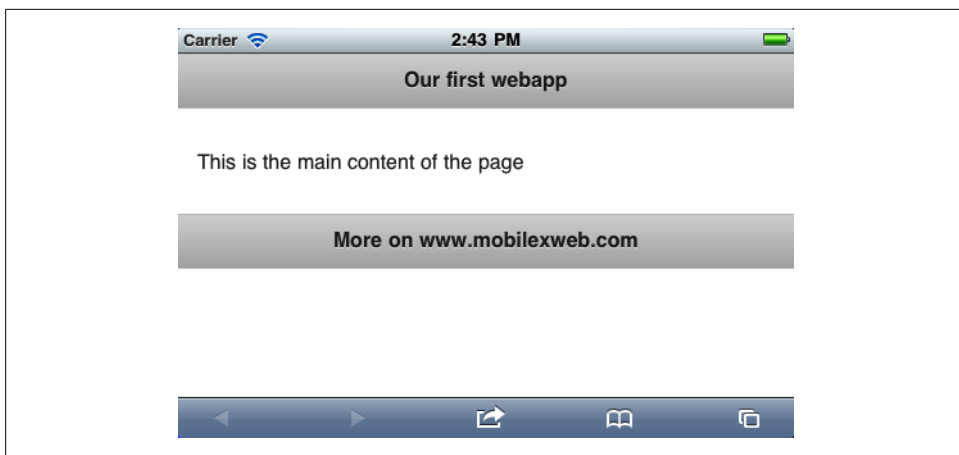 Carrier 2:43 PM
Our first webapp
This is the main content of the page
More on www.mobilexweb.com